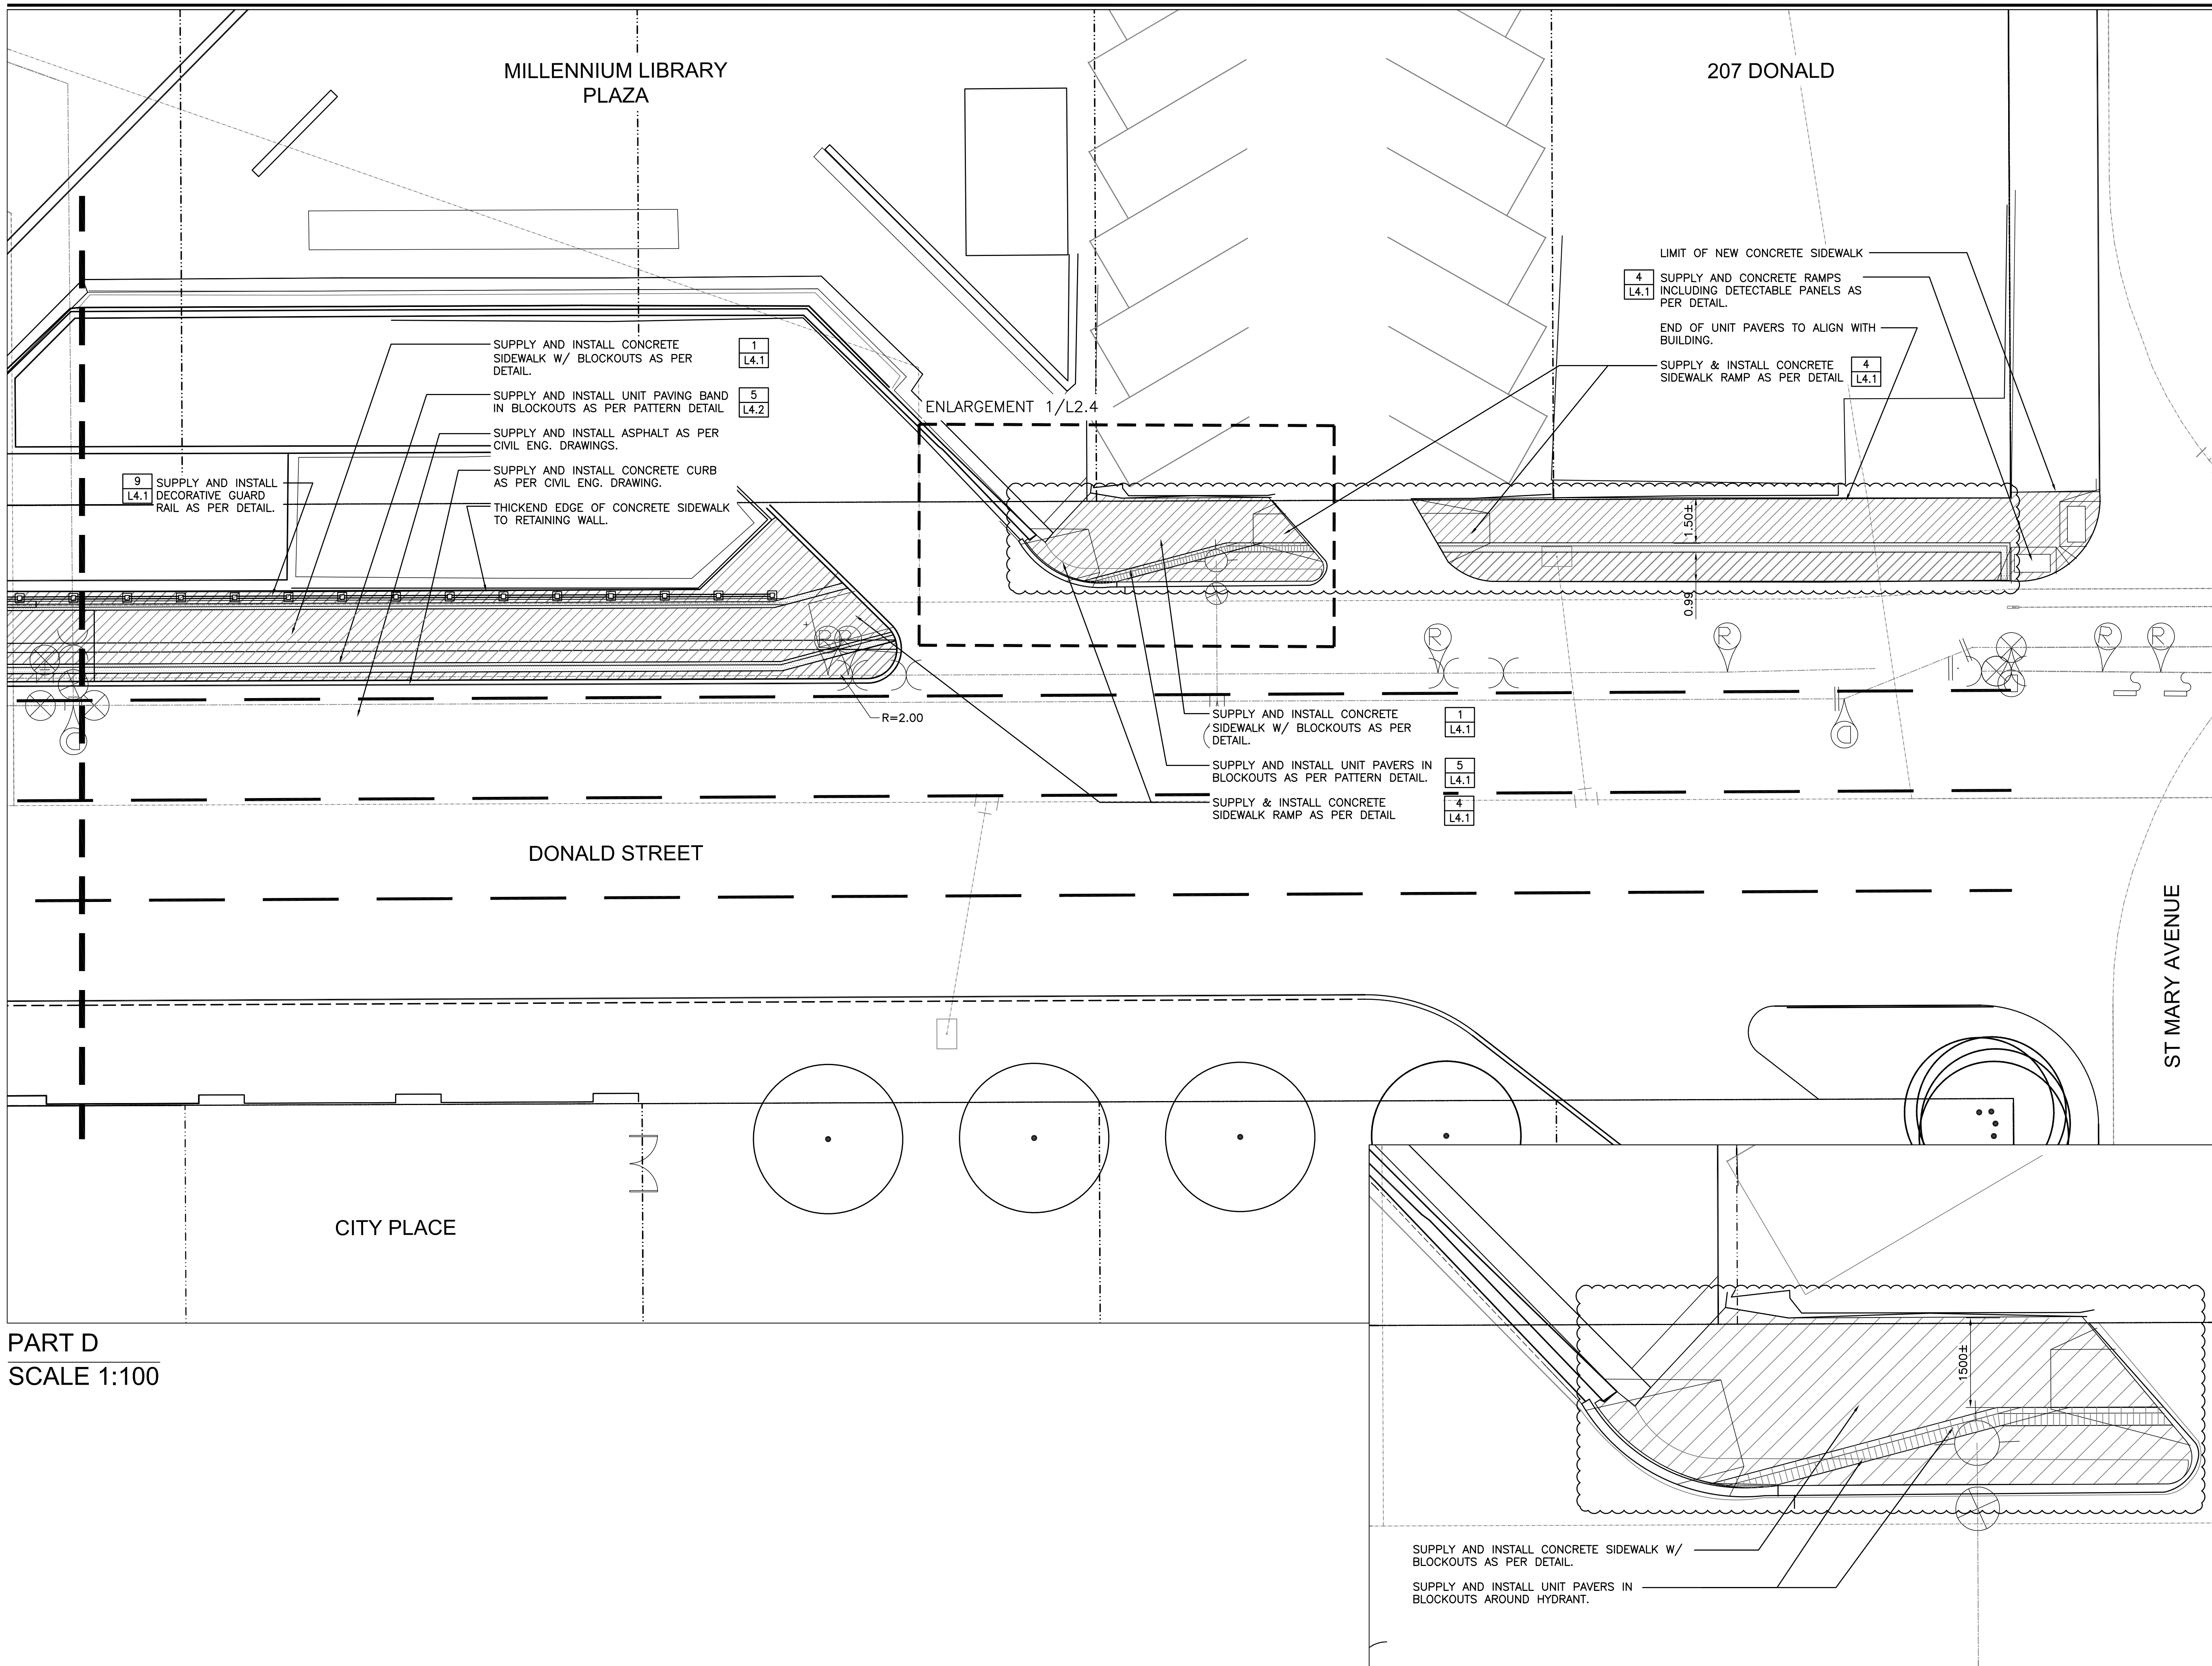 MILLENNIUM LIBRARY
PLAZA
207 DONALD
LIMIT OF NEW CONCRETE SIDEWALK
4
L4.1
SUPPLY AND CONCRETE RAMPS
INCLUDING DETECTABLE PANELS AS
PER DETAIL.
END OF UNIT PAVERS TO ALIGN WITH
BUILDING.
SUPPLY & INSTALL CONCRETE
SIDEWALK RAMP AS PER DETAIL
4
L4.1
SUPPLY AND INSTALL CONCRETE
SIDEWALK W/ BLOCKOUTS AS PER
DETAIL.
1
L4.1
SUPPLY AND INSTALL UNIT PAVING BAND
IN BLOCKOUTS AS PER PATTERN DETAIL
5
L4.2
SUPPLY AND INSTALL ASPHALT AS PER
CIVIL ENG. DRAWINGS.
SUPPLY AND INSTALL CONCRETE CURB
AS PER CIVIL ENG. DRAWING.
THICKEND EDGE OF CONCRETE SIDEWALK
TO RETAINING WALL.
9
L4.1
SUPPLY AND INSTALL
DECORATIVE GUARD
RAIL AS PER DETAIL.
ENLARGEMENT 1/L2.4
1.50±
0.99
R
R
R
R
R
R
D
D
R=2.00
SUPPLY AND INSTALL CONCRETE
SIDEWALK W/ BLOCKOUTS AS PER
DETAIL.
1
L4.1
SUPPLY AND INSTALL UNIT PAVERS IN
BLOCKOUTS AS PER PATTERN DETAIL.
5
L4.1
SUPPLY & INSTALL CONCRETE
SIDEWALK RAMP AS PER DETAIL
4
L4.1
DONALD STREET
ST MARY AVENUE
CITY PLACE
PART D
SCALE 1:100
1500±
SUPPLY AND INSTALL CONCRETE SIDEWALK W/
BLOCKOUTS AS PER DETAIL.
SUPPLY AND INSTALL UNIT PAVERS IN
BLOCKOUTS AROUND HYDRANT.